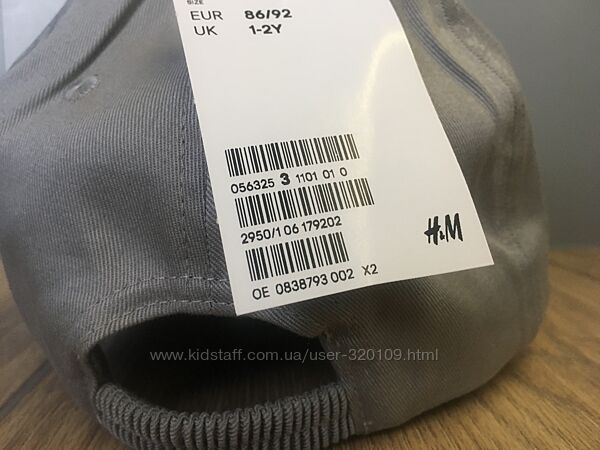 SIZE
EUR 86/92
UK 1-2Y
056325 3 1101 01 0
2950/1 06 179202
H&M
OE 0838793 002 X2
www.kidstaff.com.ua/user-320109.html